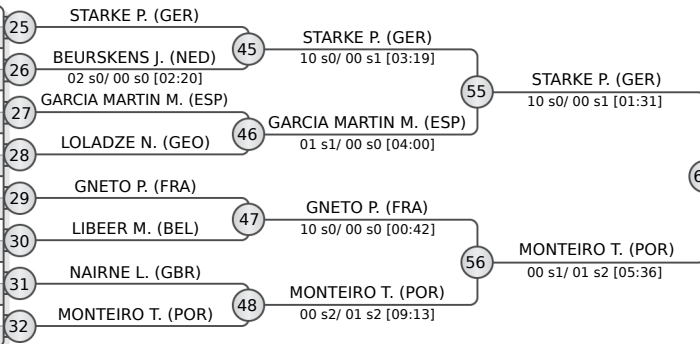 25
STARKE P. (GER)
26
BEURSKENS J. (NED)
02 s0/ 00 s0 [02:20]
27
GARCIA MARTIN M. (ESP)
28
LOLADZE N. (GEO)
29
GNETO P. (FRA)
30
LIBEER M. (BEL)
31
NAIRNE L. (GBR)
32
MONTEIRO T. (POR)
45
STARKE P. (GER)
10 s0/ 00 s1 [03:19]
46
GARCIA MARTIN M. (ESP)
01 s1/ 00 s0 [04:00]
47
GNETO P. (FRA)
10 s0/ 00 s0 [00:42]
48
MONTEIRO T. (POR)
00 s2/ 01 s2 [09:13]
55
STARKE P. (GER)
10 s0/ 00 s1 [01:31]
56
MONTEIRO T. (POR)
00 s1/ 01 s2 [05:36]